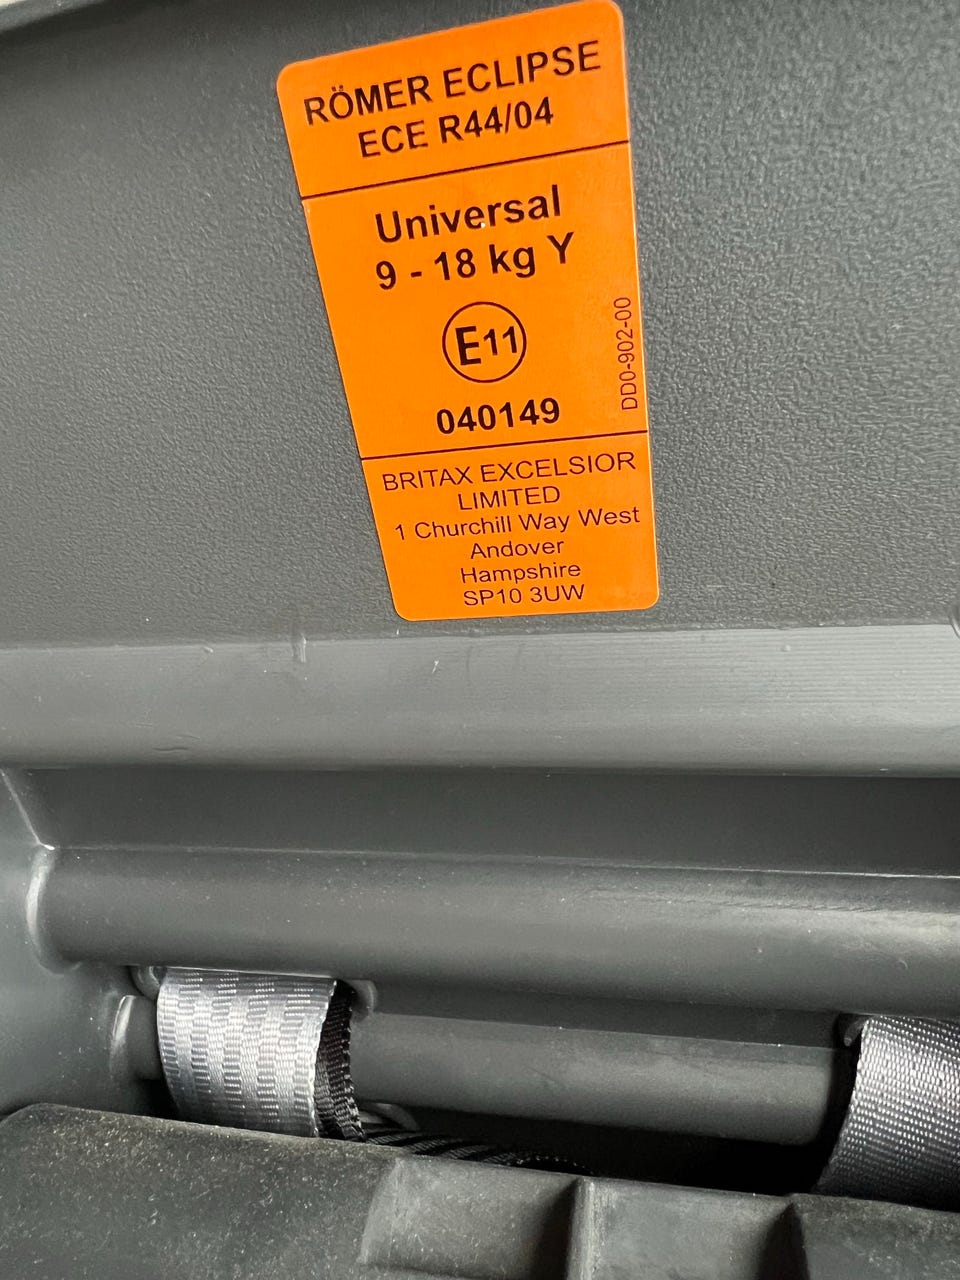 RÖMER ECLIPSE
ECE R44/04
Universal
9 - 18 kg Y
E11
040149
DD0-902-00
BRITAX EXCELSIOR
LIMITED
1 Churchill Way West
Andover
Hampshire
SP10 3UW